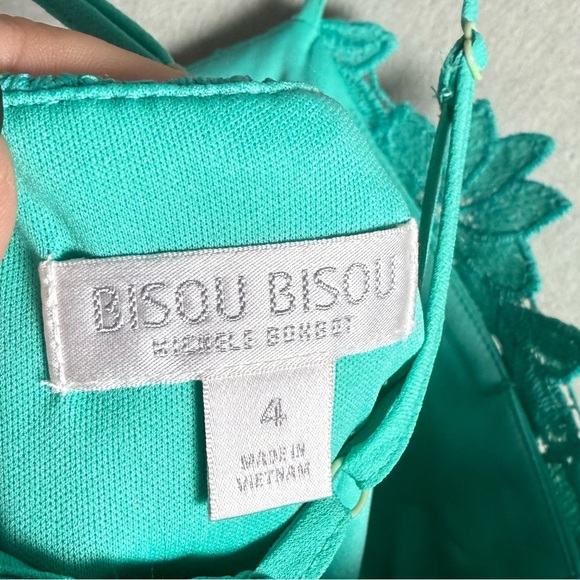 BISOU BISOU
MICHELE BOHBOT
4
MADE IN
VIETNAM